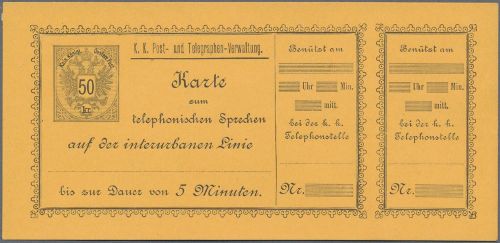 K. K. Post- und Telegraphen-Verwaltung.
50
kr.
Karte
zum
telephonischen Sprechen
auf der interurbanen Linie
bis zur Dauer von 5 Minuten.
Benützt am
Uhr Min.
mitt.
bei der k. k.
Telephonstelle
Nr.
Benützt am
Uhr Min.
mitt.
bei der k. k.
Telephonstelle
Nr.